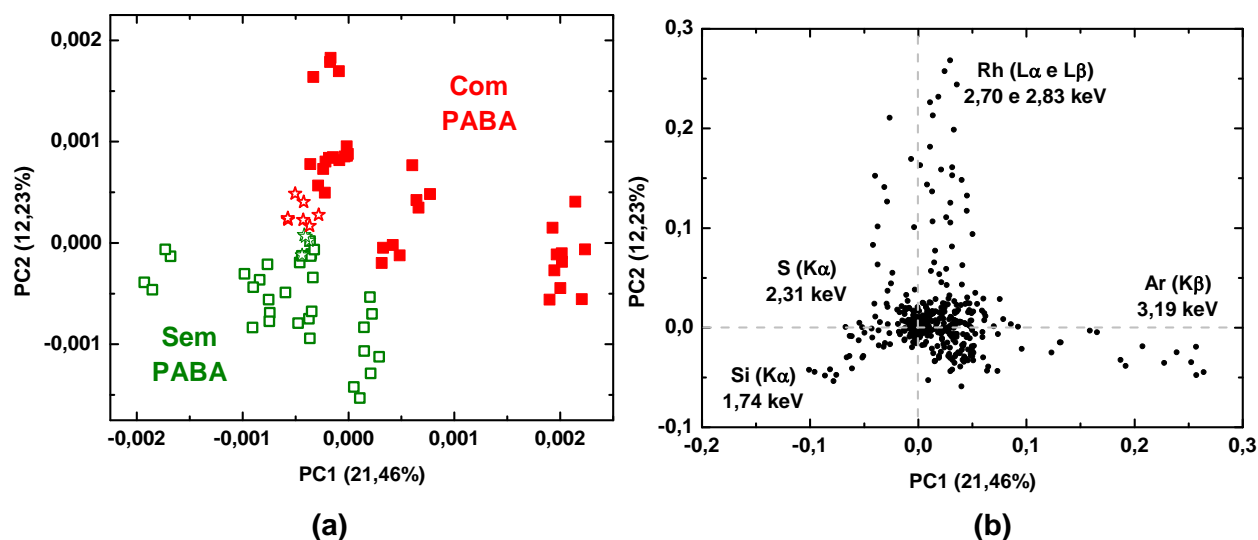 0,002
0,001
0,000
-0,001
PC2 (12,23%)
Com
PABA
Sem
PABA
-0,002
-0,001
0,000
0,001
0,002
PC1 (21,46%)
(a)
0,3
0,2
0,1
0,0
-0,1
PC2 (12,23%)
Rh (Lα e Lβ)
2,70 e 2,83 keV
S (Kα)
2,31 keV
Ar (Kβ)
3,19 keV
Si (Kα)
1,74 keV
-0,2
-0,1
0,0
0,1
0,2
0,3
PC1 (21,46%)
(b)